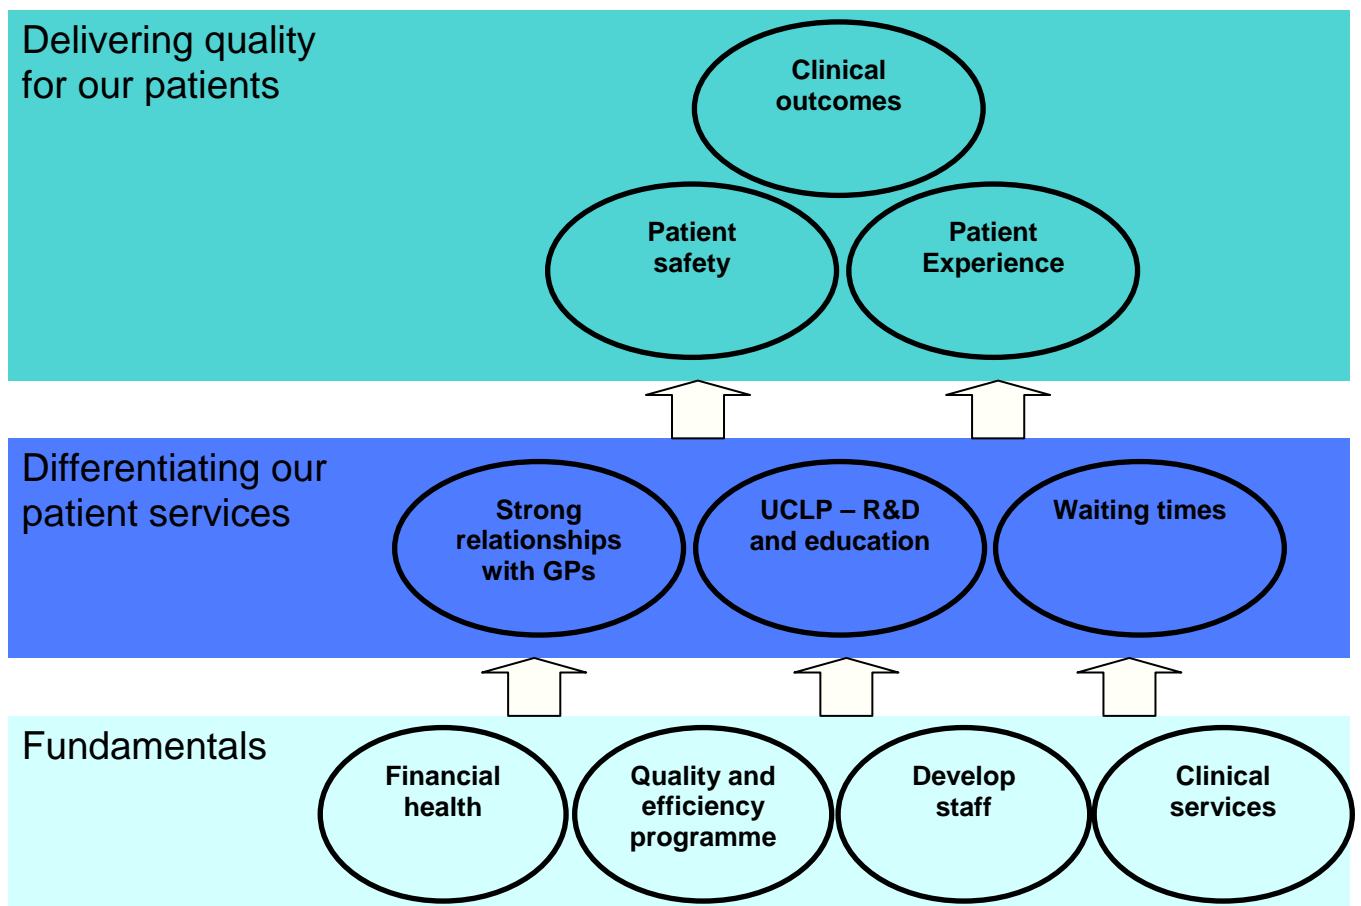 Delivering quality
for our patients
Clinical
outcomes
Patient
safety
Patient
Experience
Differentiating our
patient services
Strong
relationships
with GPs
UCLP – R&D
and education
Waiting times
Fundamentals
Financial
health
Quality and
efficiency
programme
Develop
staff
Clinical
services